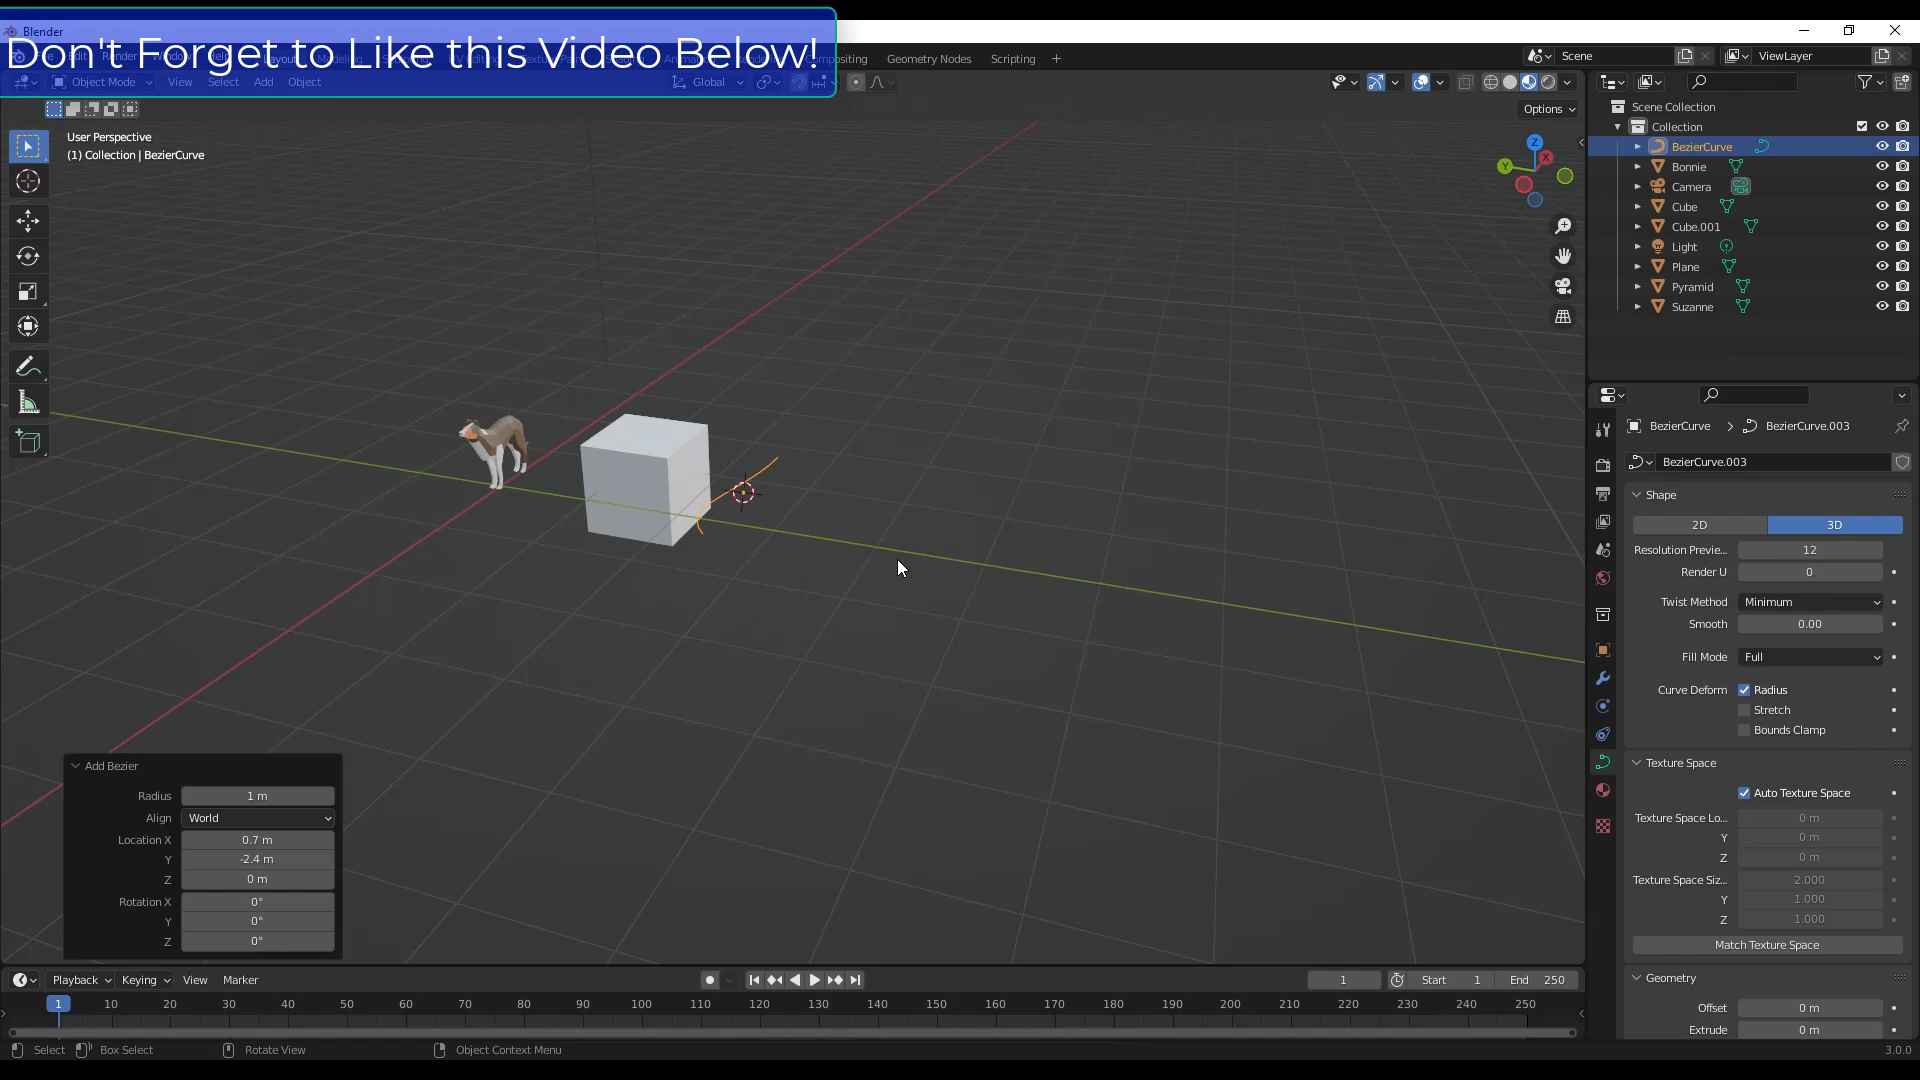 Blender
Don't Forget to Like this Video Below!
Geometry Nodes
Scripting
Scene
ViewLayer
Object Mode
View
Select
Add
Object
Global
Options
User Perspective
(1) Collection | BezierCurve
Z
X
Y
Scene Collection
Collection
BezierCurve
Bonnie
Camera
Cube
Cube.001
Light
Plane
Pyramid
Suzanne
BezierCurve
BezierCurve.003
BezierCurve.003
Shape
2D
3D
Resolution Previe...
12
Render U
0
Twist Method
Minimum
Smooth
0.00
Fill Mode
Full
Curve Deform
Radius
Stretch
Bounds Clamp
Texture Space
Auto Texture Space
Texture Space Lo...
0 m
Y
0 m
Z
0 m
Texture Space Siz...
2.000
Y
1.000
Z
1.000
Match Texture Space
Geometry
Offset
0 m
Extrude
0 m
Add Bezier
Radius
1 m
Align
World
Location X
0.7 m
Y
-2.4 m
Z
0 m
Rotation X
0°
Y
0°
Z
0°
Playback
Keying
View
Marker
1
Start
1
End
250
1
10
20
30
40
50
60
70
80
90
100
110
120
130
140
150
160
170
180
190
200
210
220
230
240
250
Select
Box Select
Rotate View
Object Context Menu
3.0.0